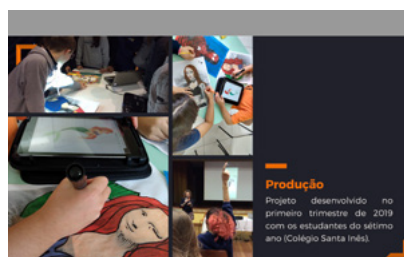 Produção
Projeto desenvolvido no
primeiro trimestre de 2019
com os estudantes do sétimo
ano (Colégio Santa Inês).